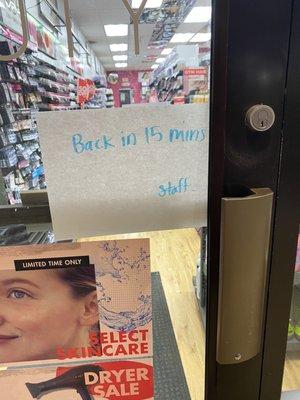 Back in 15 mins
staff
LIMITED TIME ONLY
SELECT
SKINCARE
DRYER
SALE